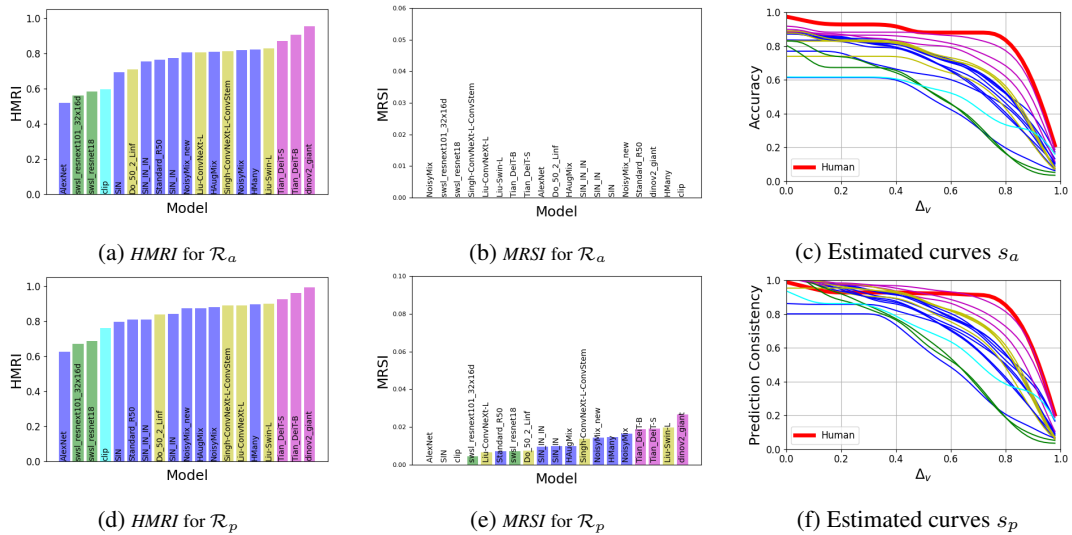 HMRI
1.0
0.8
0.6
0.4
0.2
0.0
AlexNet
swsl_resnext101_32x16d
swsl_resnet18
clip
SIN
Do_50_2_Linf
SIN_IN
Standard_R50
SIN_IN
NoisyMix_new
Liu-ConvNeXt-L
HAugMix
Singh-ConvNeXt-L-ConvStem
NoisyMix
HMany
Liu-Swin-L
Tian_DeiT-S
Tian_DeiT-B
dinov2_giant
Model
(a) HMRI for ℛₐ
MRSI
0.06
0.05
0.04
0.03
0.02
0.01
0.00
NoisyMix
swsl_resnext101_32x16d
swsl_resnet18
Singh-ConvNeXt-L-ConvStem
Liu-ConvNeXt-L
Liu-Swin-L
Tian_DeiT-B
Tian_DeiT-S
AlexNet
Do_50_2_Linf
HAugMix
SIN_IN_IN
SIN_IN
SIN
NoisyMix_new
Standard_R50
dinov2_giant
HMany
clip
Model
(b) MRSI for ℛₐ
Accuracy
1.0
0.8
0.6
0.4
0.2
0.0
Human
0.0 0.2 0.4 0.6 0.8 1.0
Δᵥ
(c) Estimated curves sₐ
HMRI
1.0
0.8
0.6
0.4
0.2
0.0
AlexNet
swsl_resnext101_32x16d
swsl_resnet18
clip
SIN
Standard_R50
SIN_IN_IN
Do_50_2_Linf
SIN_IN
NoisyMix_new
HAugMix
NoisyMix
Singh-ConvNeXt-L-ConvStem
Liu-ConvNeXt-L
HMany
Liu-Swin-L
Tian_DeiT-S
Tian_DeiT-B
dinov2_giant
Model
(d) HMRI for ℛₚ
MRSI
0.10
0.08
0.06
0.04
0.02
0.00
AlexNet
SIN
clip
swsl_resnext101_32x16d
Liu-ConvNeXt-L
Standard_R50
swsl_resnet18
Do_50_2_Linf
SIN_IN_IN
SIN_IN
HAugMix
Singh-ConvNeXt-L-ConvStem
NoisyMix_new
HMany
NoisyMix
Tian_DeiT-B
Tian_DeiT-S
Liu-Swin-L
dinov2_giant
Model
(e) MRSI for ℛₚ
Prediction Consistency
1.0
0.8
0.6
0.4
0.2
0.0
Human
0.0 0.2 0.4 0.6 0.8 1.0
Δᵥ
(f) Estimated curves sₚ